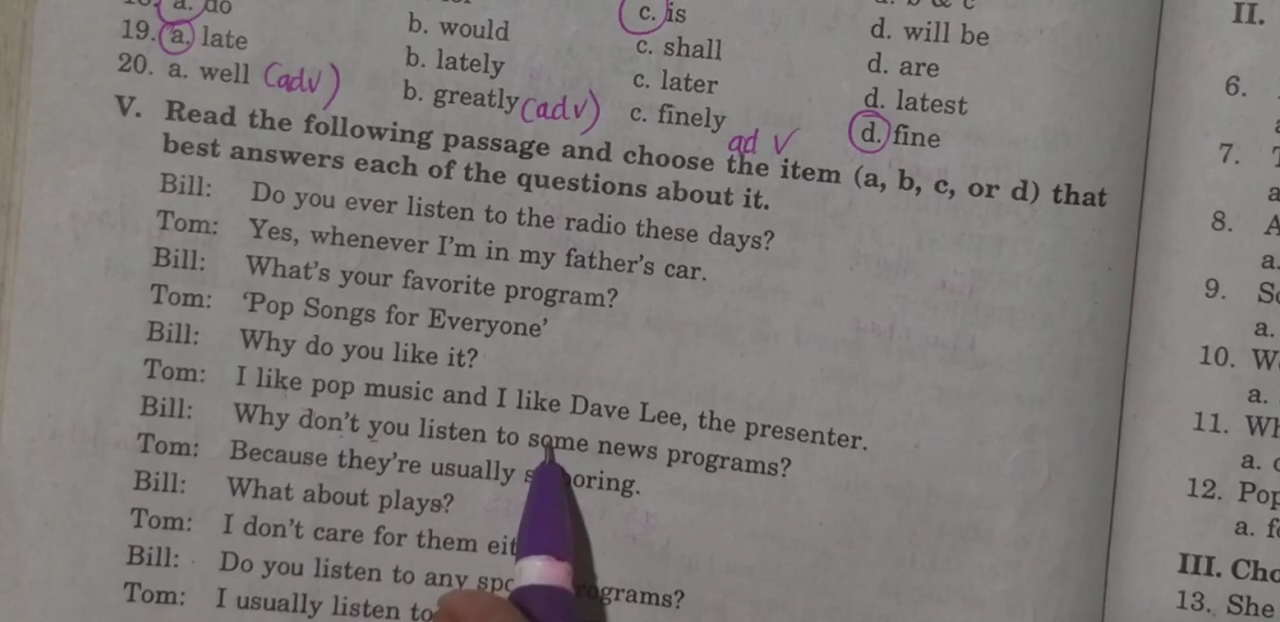 a. do
c. is
a. b & c
19. a. late
b. would
c. shall
d. will be
20. a. well (adv)
b. lately
c. later
d. are
b. greatly (adv)
c. finely
adv
d. latest
d. fine
V. Read the following passage and choose the item (a, b, c, or d) that
best answers each of the questions about it.
Bill: Do you ever listen to the radio these days?
Tom: Yes, whenever I'm in my father's car.
Bill: What's your favorite program?
Tom: 'Pop Songs for Everyone'
Bill: Why do you like it?
Tom: I like pop music and I like Dave Lee, the presenter.
Bill: Why don't you listen to some news programs?
Tom: Because they're usually
Bill: What about plays?
Tom: I don't care for them
Bill: Do you listen to any
Tom: I usually listen to
II.
6.
7.
a
8. A
a.
9.
a.
10.
a.
11.
a.
12.
a.
III.
13. She